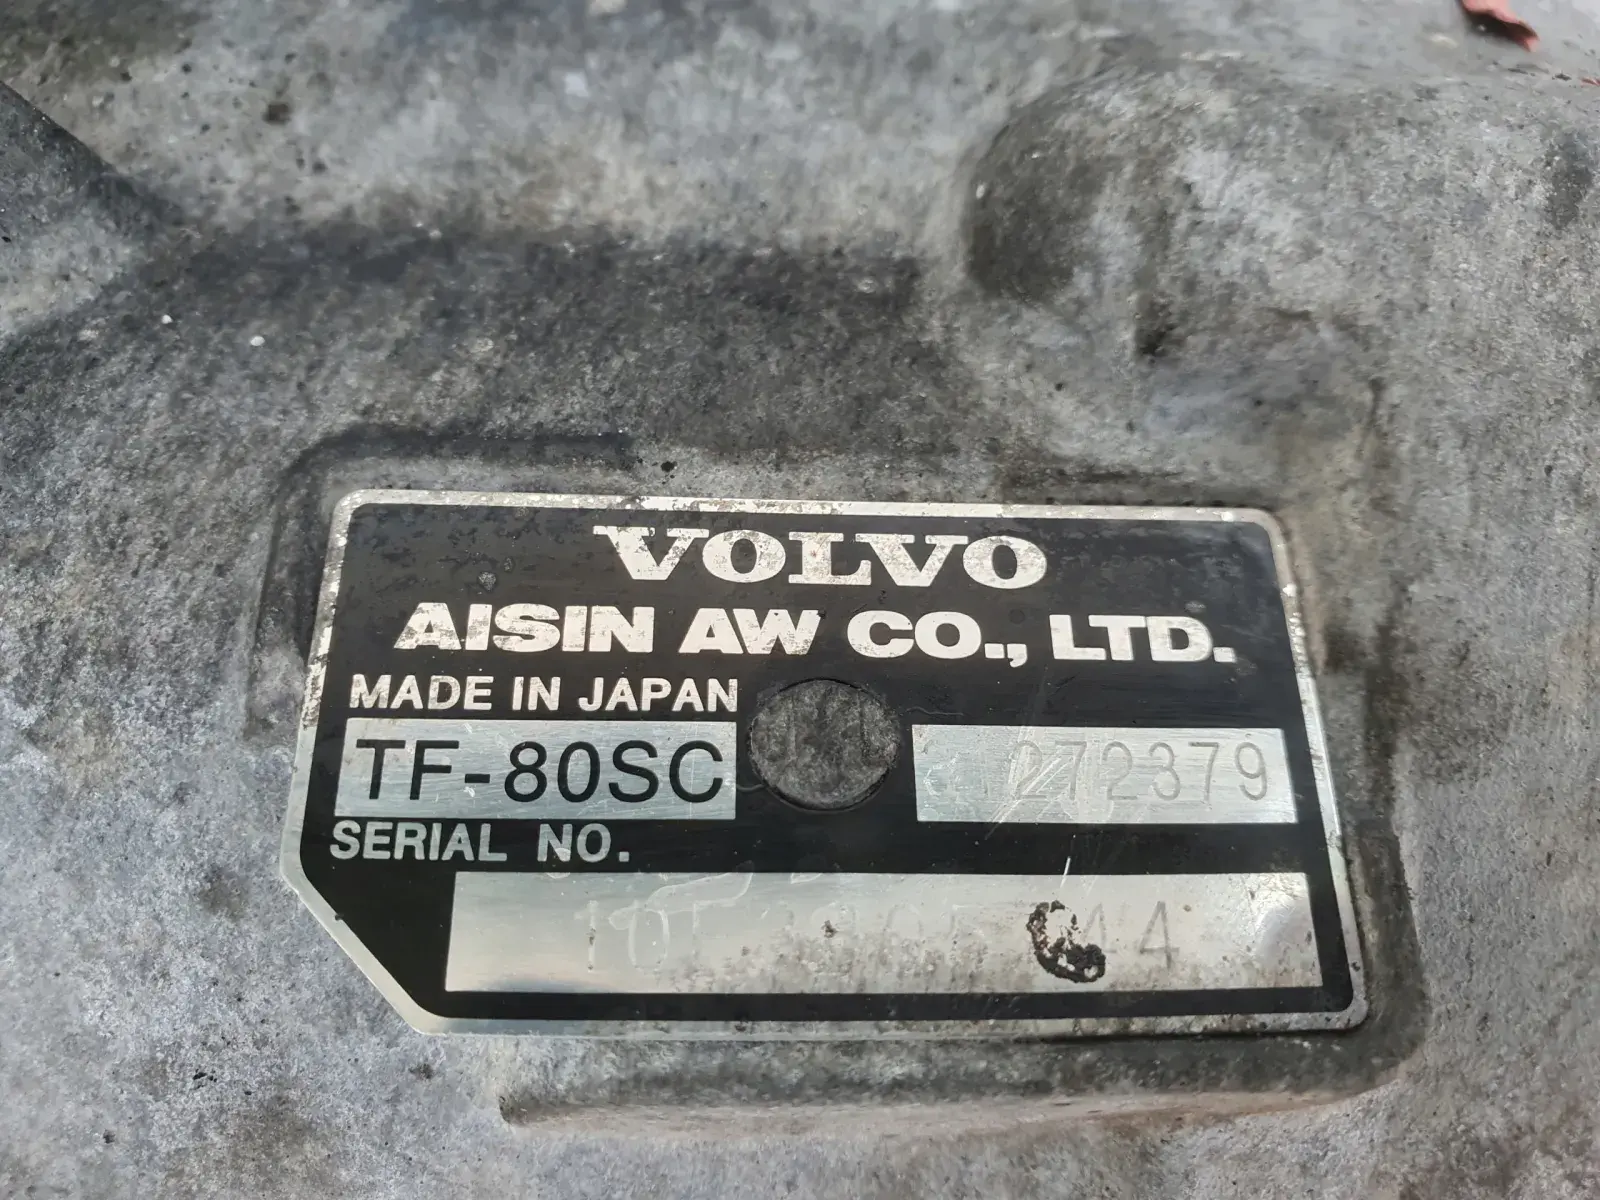 VOLVO
AISIN AW CO., LTD.
MADE IN JAPAN
TF-80SC
SERIAL NO.